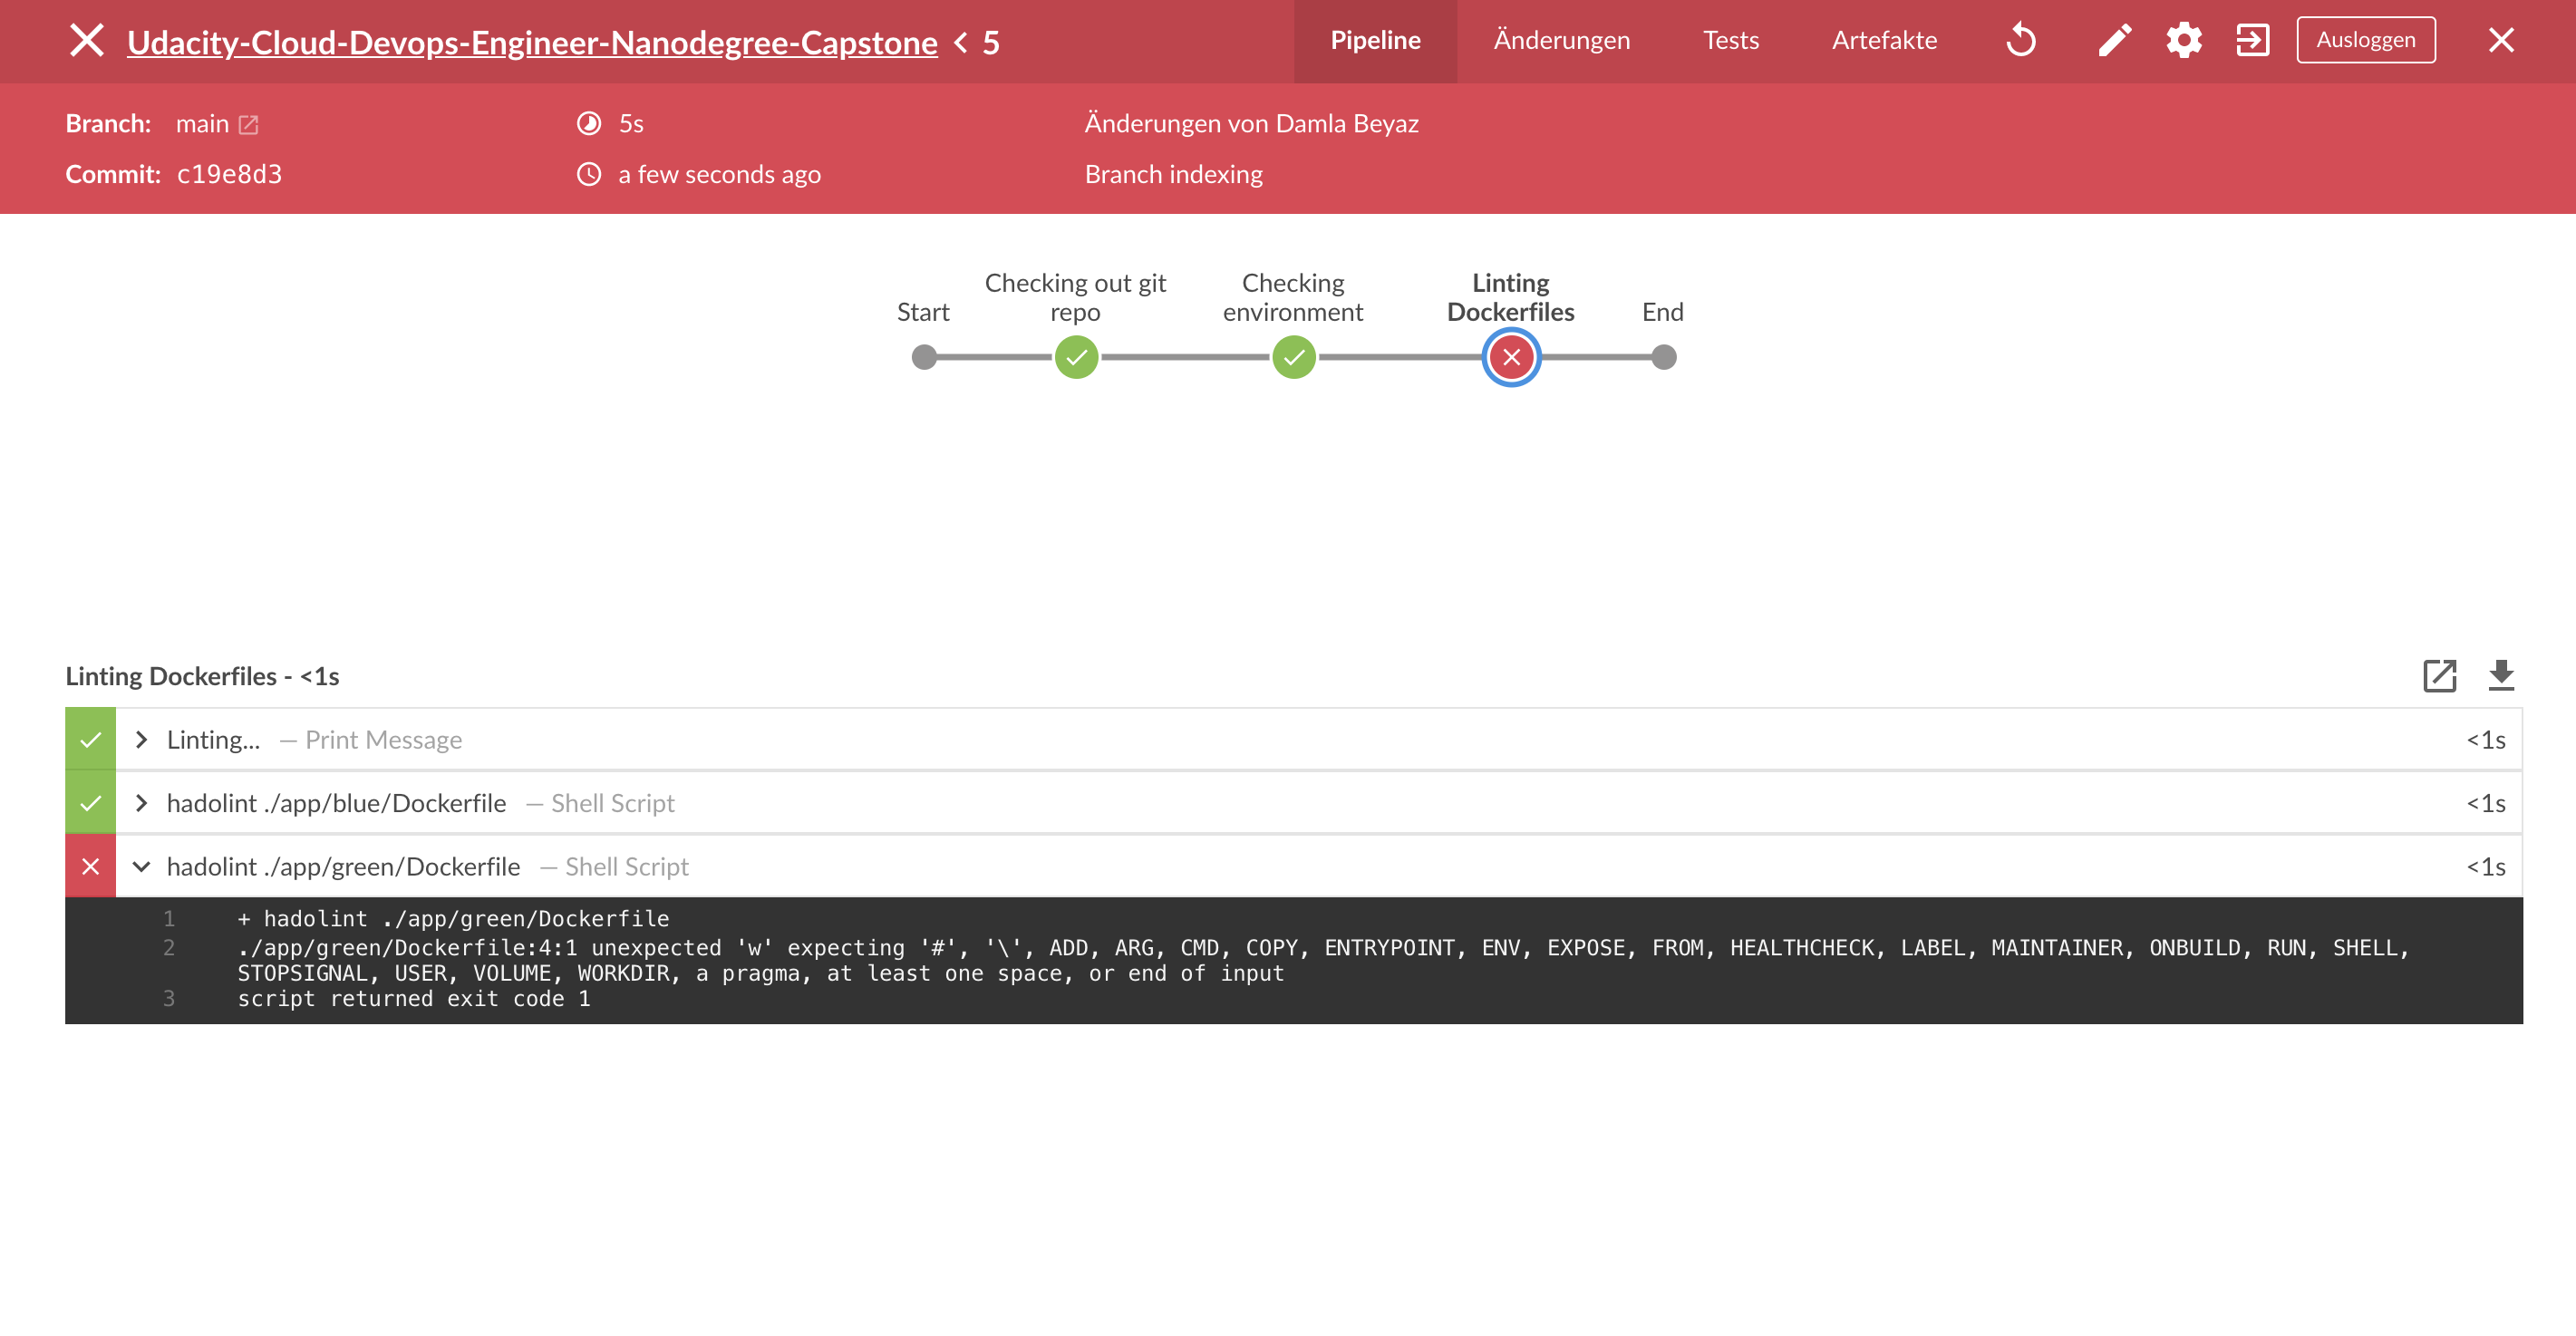 Udacity-Cloud-Devops-Engineer-Nanodegree-Capstone < 5
Pipeline Änderungen Tests Artefakte Ausloggen
Branch: main 5s Änderungen von Damla Beyaz
Commit: c19e8d3 a few seconds ago Branch indexing
Start
Checking out git
repo
Checking
environment
Linting
Dockerfiles
End
Linting Dockerfiles - <1s
Linting... — Print Message <1s
hadolint ./app/blue/Dockerfile — Shell Script <1s
hadolint ./app/green/Dockerfile — Shell Script <1s
1 + hadolint ./app/green/Dockerfile
2 ./app/green/Dockerfile:4:1 unexpected 'w' expecting '#', '\', ADD, ARG, CMD, COPY, ENTRYPOINT, ENV, EXPOSE, FROM, HEALTHCHECK, LABEL, MAINTAINER, ONBUILD, RUN, SHELL,
STOPSIGNAL, USER, VOLUME, WORKDIR, a pragma, at least one space, or end of input
3 script returned exit code 1